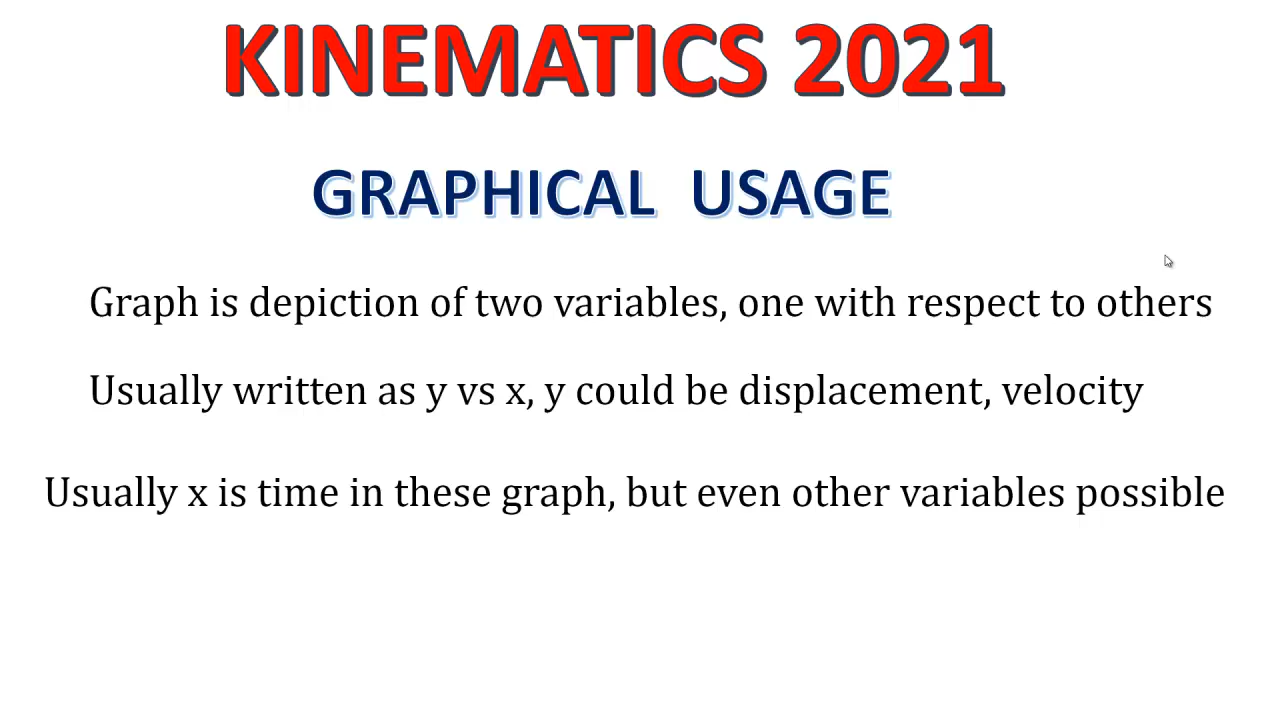 KINEMATICS 2021
GRAPHICAL USAGE
Graph is depiction of two variables, one with respect to others
Usually written as y vs x, y could be displacement, velocity
Usually x is time in these graph, but even other variables possible